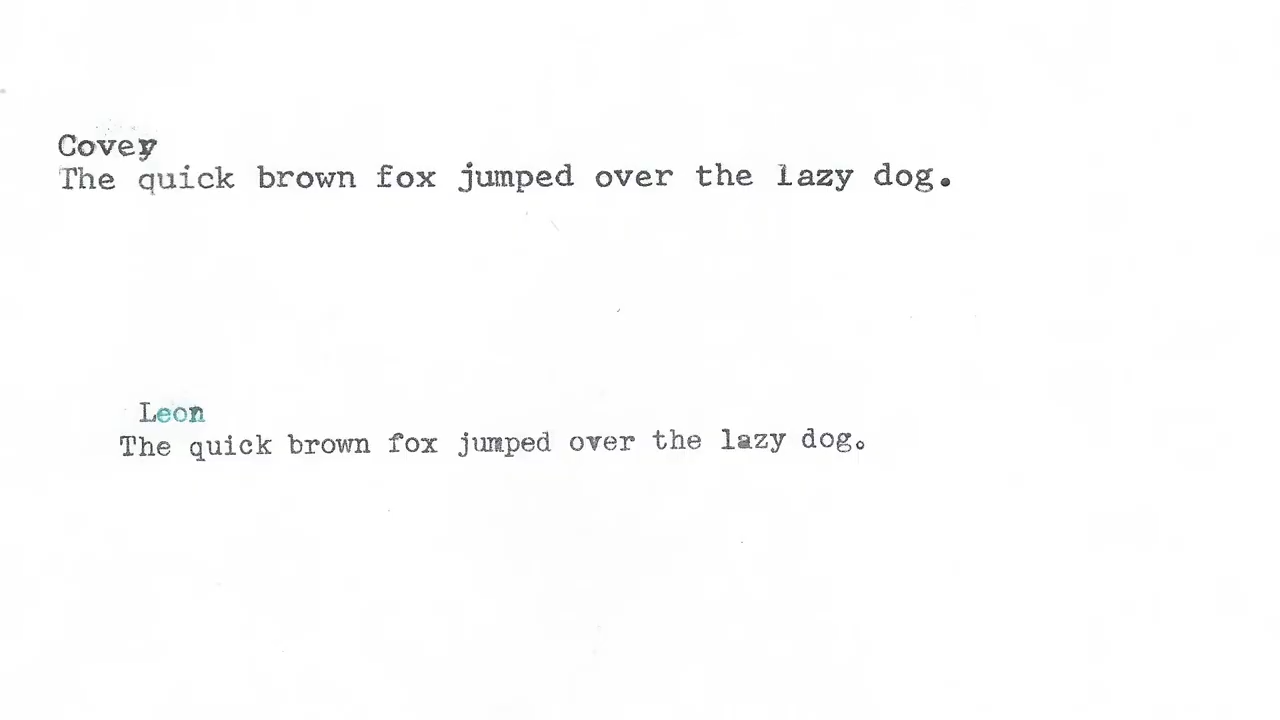 Covey
The quick brown fox jumped over the lazy dog.
Leon
The quick brown fox jumped over the lazy dog.